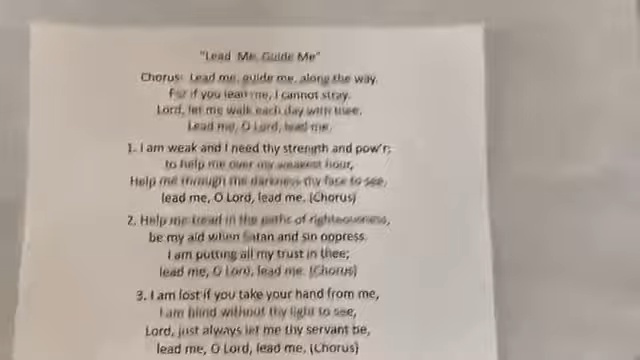 "Lead Me, Guide Me"
Chorus: Lead me, guide me, along the way.
For if you lead me, I cannot stray.
Lord, let me walk each day with thee.
Lead me, O Lord, lead me.
1. I am weak and I need thy strength and pow'r;
to help me over my weakest hour,
Help me through the darkness thy face to see,
lead me, O Lord, lead me. (Chorus)
2. Help me tread in the paths of righteousness,
be my aid when Satan and sin oppress.
I am putting all my trust in thee;
lead me, O Lord, lead me. (Chorus)
3. I am lost if you take your hand from me,
I am blind without thy light to see,
Lord, just always let me thy servant be,
lead me, O Lord, lead me. (Chorus)